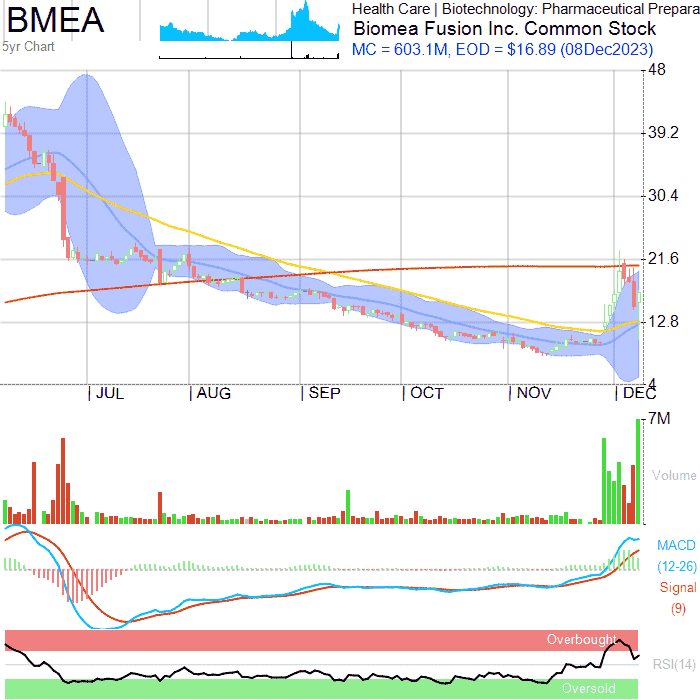 BMEA
5yr Chart
Health Care | Biotechnology: Pharmaceutical Prepara
Biomea Fusion Inc. Common Stock
MC = 603.1M, EOD = $16.89 (08Dec2023)
48
39.2
30.4
21.6
12.8
4
JUL AUG SEP OCT NOV DEC
7M
Volume
MACD
(12-26)
Signal
(9)
Overbought
RSI(14)
Oversold